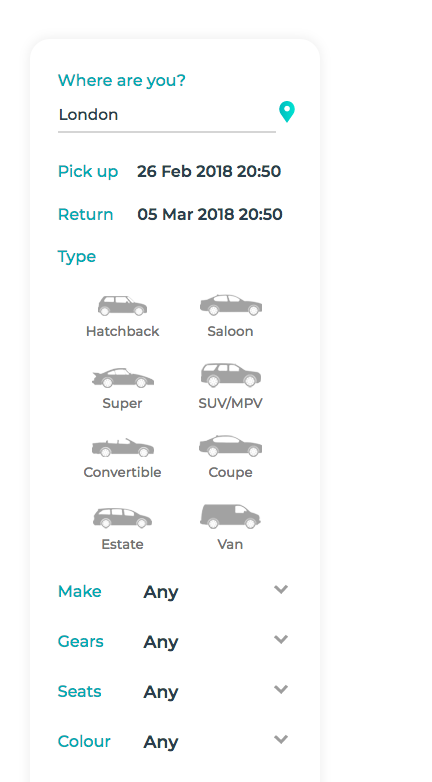 Where are you?
London
Pick up 26 Feb 2018 20:50
Return 05 Mar 2018 20:50
Type
Hatchback Saloon
Super SUV/MPV
Convertible Coupe
Estate Van
Make Any
Gears Any
Seats Any
Colour Any